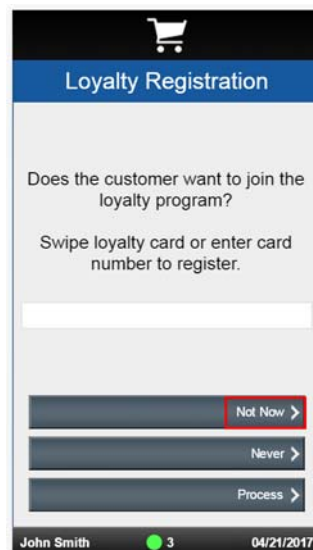 Loyalty Registration
Does the customer want to join the
loyalty program?
Swipe loyalty card or enter card
number to register.
Not Now
Never
Process
John Smith 3 04/21/2017